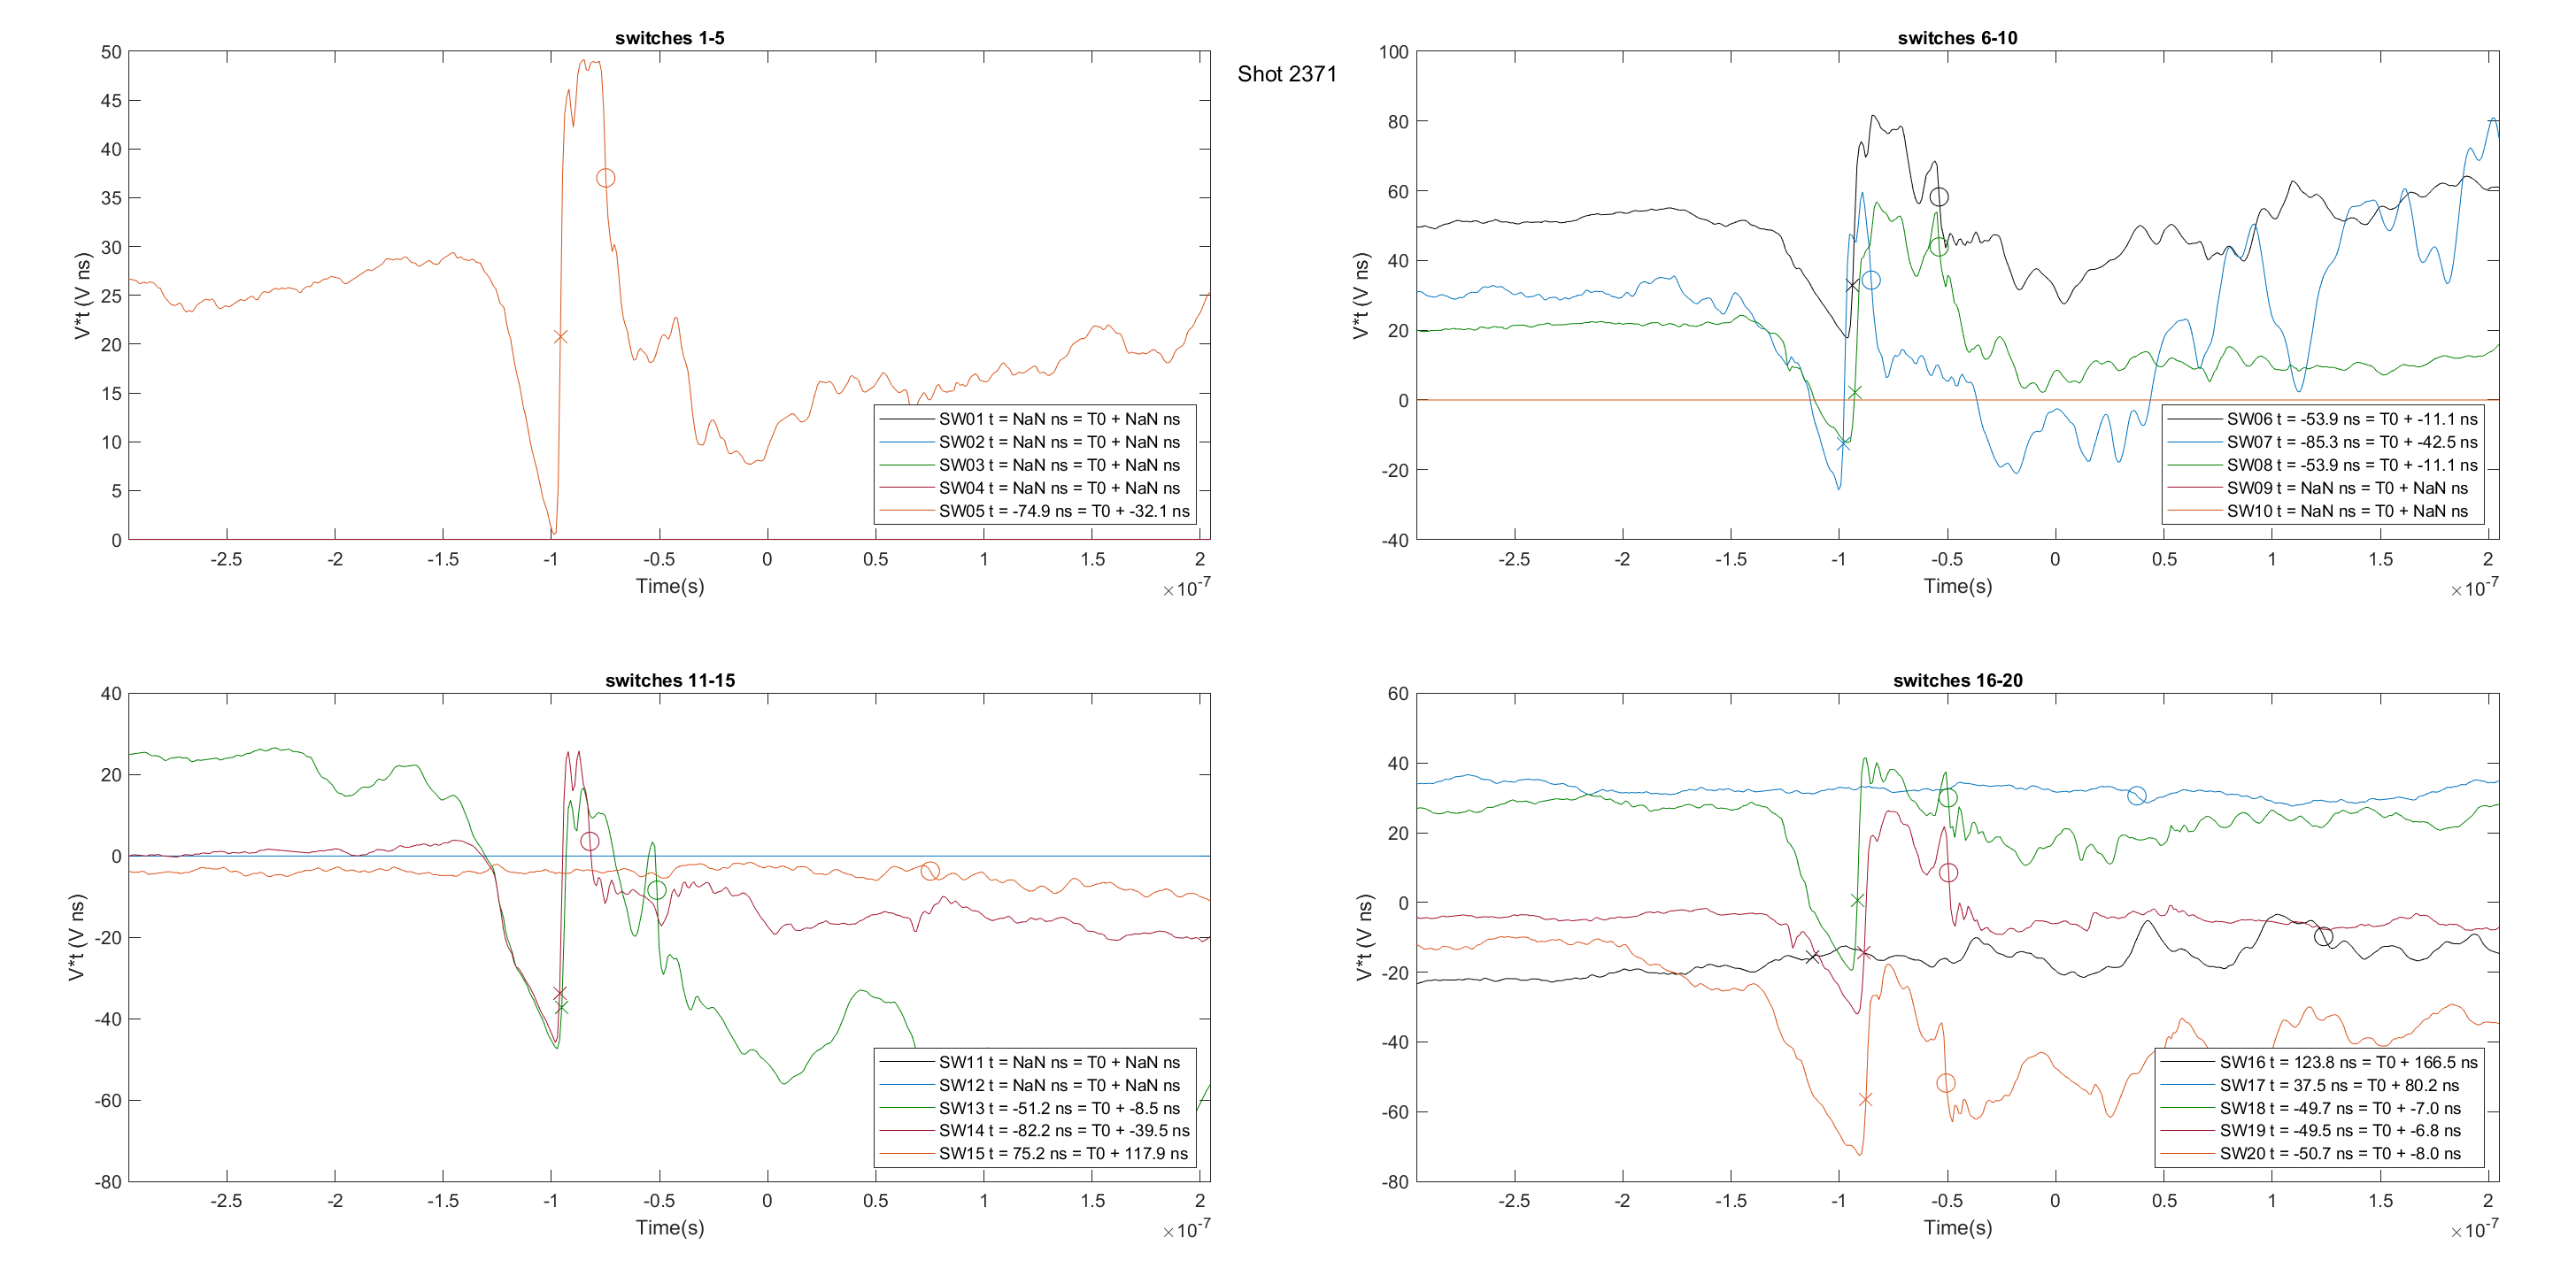 Shot 2371
switches 1-5
50
45
40
35
30
25
20
15
10
5
0
V*t (V ns)
-2.5 -2 -1.5 -1 -0.5 0 0.5 1 1.5 2
Time(s)
×10-7
SW01 t = NaN ns = T0 + NaN ns
SW02 t = NaN ns = T0 + NaN ns
SW03 t = NaN ns = T0 + NaN ns
SW04 t = NaN ns = T0 + NaN ns
SW05 t = -74.9 ns = T0 + -32.1 ns
switches 6-10
100
80
60
40
20
0
-20
-40
V*t (V ns)
-2.5 -2 -1.5 -1 -0.5 0 0.5 1 1.5 2
Time(s)
×10-7
SW06 t = -53.9 ns = T0 + -11.1 ns
SW07 t = -85.3 ns = T0 + -42.5 ns
SW08 t = -53.9 ns = T0 + -11.1 ns
SW09 t = NaN ns = T0 + NaN ns
SW10 t = NaN ns = T0 + NaN ns
switches 11-15
40
20
0
-20
-40
-60
-80
V*t (V ns)
-2.5 -2 -1.5 -1 -0.5 0 0.5 1 1.5 2
Time(s)
×10-7
SW11 t = NaN ns = T0 + NaN ns
SW12 t = NaN ns = T0 + NaN ns
SW13 t = -51.2 ns = T0 + -8.5 ns
SW14 t = -82.2 ns = T0 + -39.5 ns
SW15 t = 75.2 ns = T0 + 117.9 ns
switches 16-20
60
40
20
0
-20
-40
-60
-80
V*t (V ns)
-2.5 -2 -1.5 -1 -0.5 0 0.5 1 1.5 2
Time(s)
×10-7
SW16 t = 123.8 ns = T0 + 166.5 ns
SW17 t = 37.5 ns = T0 + 80.2 ns
SW18 t = -49.7 ns = T0 + -7.0 ns
SW19 t = -49.5 ns = T0 + -6.8 ns
SW20 t = -50.7 ns = T0 + -8.0 ns